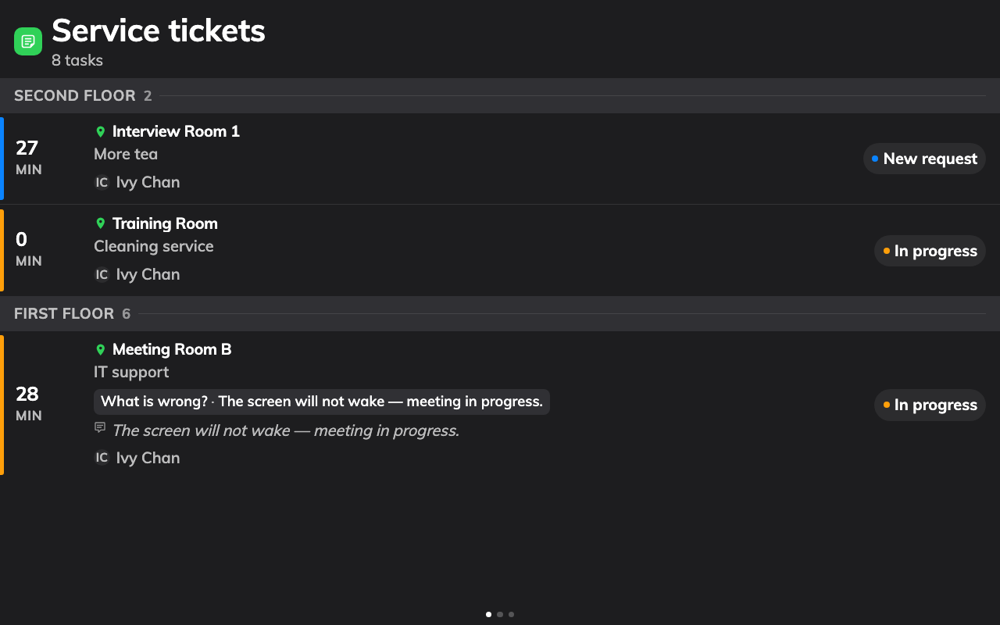 Service tickets
8 tasks
SECOND FLOOR 2
27 MIN
Interview Room 1
More tea
IC Ivy Chan
New request
0 MIN
Training Room
Cleaning service
IC Ivy Chan
In progress
FIRST FLOOR 6
28 MIN
Meeting Room B
IT support
What is wrong? · The screen will not wake — meeting in progress.
The screen will not wake — meeting in progress.
IC Ivy Chan
In progress